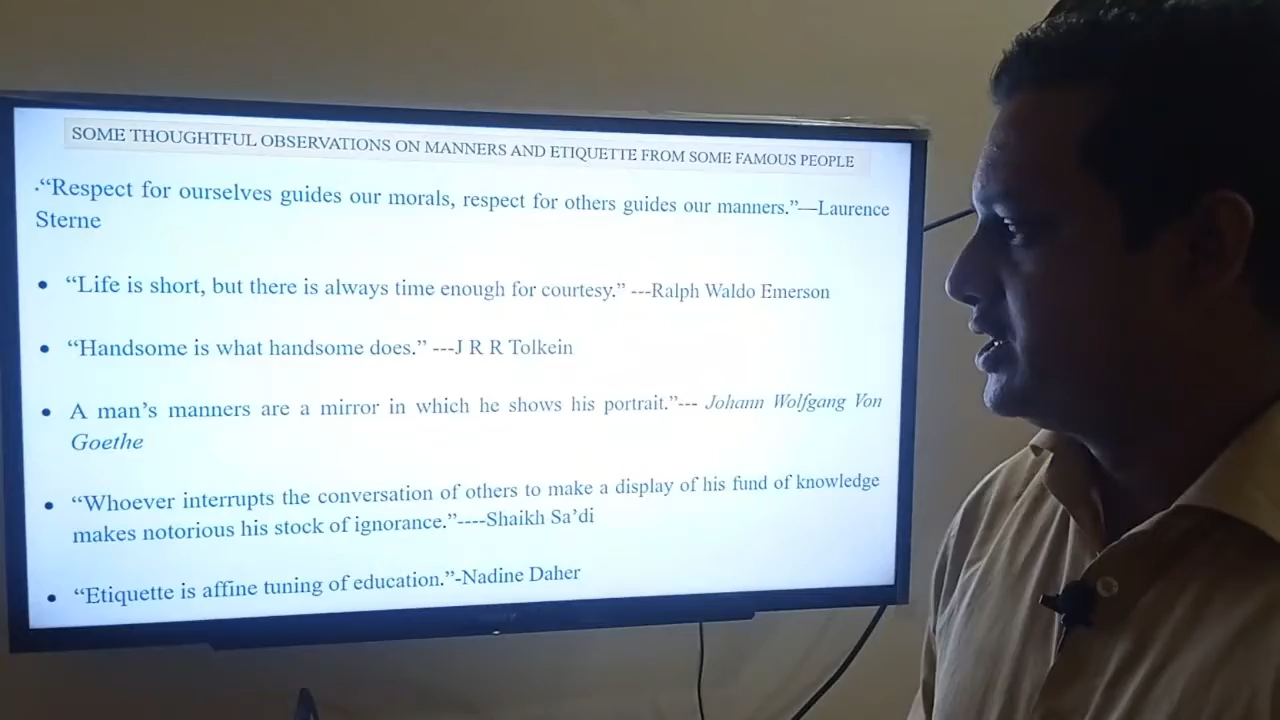 SOME THOUGHTFUL OBSERVATIONS ON MANNERS AND ETIQUETTE FROM SOME FAMOUS PEOPLE
.“Respect for ourselves guides our morals, respect for others guides our manners.”—Laurence
Sterne
• “Life is short, but there is always time enough for courtesy.” ---Ralph Waldo Emerson
• “Handsome is what handsome does.” ---J R R Tolkein
• A man’s manners are a mirror in which he shows his portrait.”--- Johann Wolfgang Von
Goethe
• “Whoever interrupts the conversation of others to make a display of his fund of knowledge
makes notorious his stock of ignorance.”----Shaikh Sa’di
• “Etiquette is affine tuning of education.”-Nadine Daher